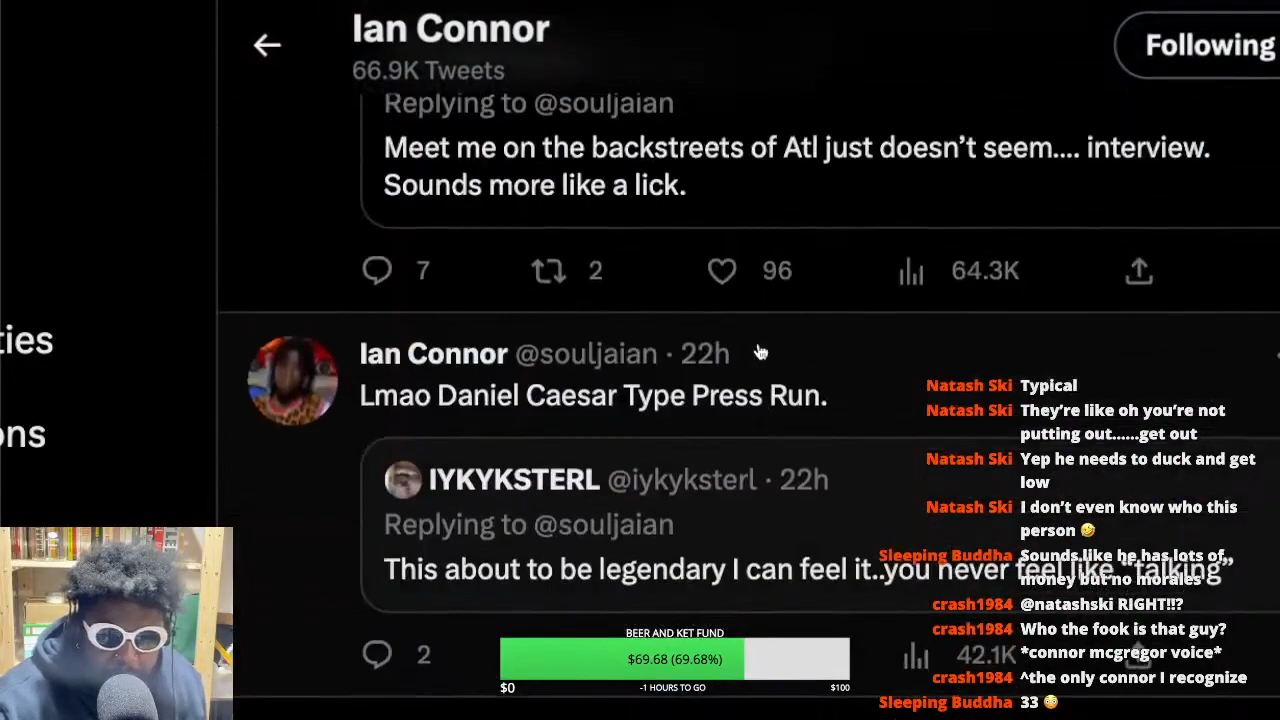 Ian Connor
66.9K Tweets
Following
Replying to @souljaian
Meet me on the backstreets of Atl just doesn’t seem.... interview.
Sounds more like a lick.
7
2
96
64.3K
ties
ons
Ian Connor @souljaian · 22h
Lmao Daniel Caesar Type Press Run.
IYKYKSTERL @iykyksterl · 22h
Replying to @souljaian
This about to be legendary I can feel it..you never feel like “talking”
2
42.1K
Natash Ski Typical
Natash Ski They’re like oh you’re not
putting out......get out
Natash Ski Yep he needs to duck and get
low
Natash Ski I don’t even know who this
person 🤣
Sleeping Buddha Sounds like he has lots of
money but no morales
crash1984 @natashski RIGHT!!?
crash1984 Who the fook is that guy?
*connor mcgregor voice*
crash1984 ^the only connor I recognize
Sleeping Buddha 33 😳
BEER AND KET FUND
$69.68 (69.68%)
$0
-1 HOURS TO GO
$100